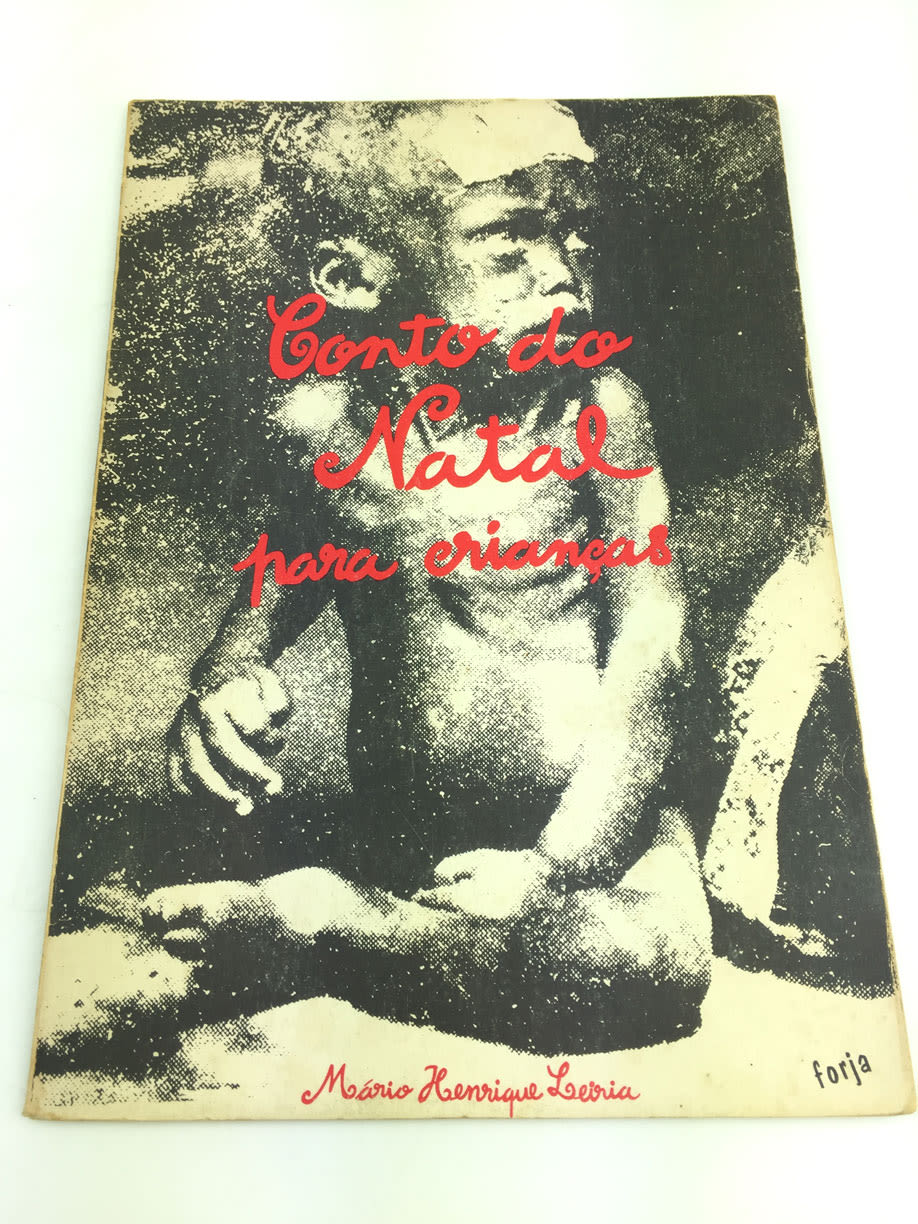 Conto do
Natal
para crianças
Mário Henrique Leiria
forja